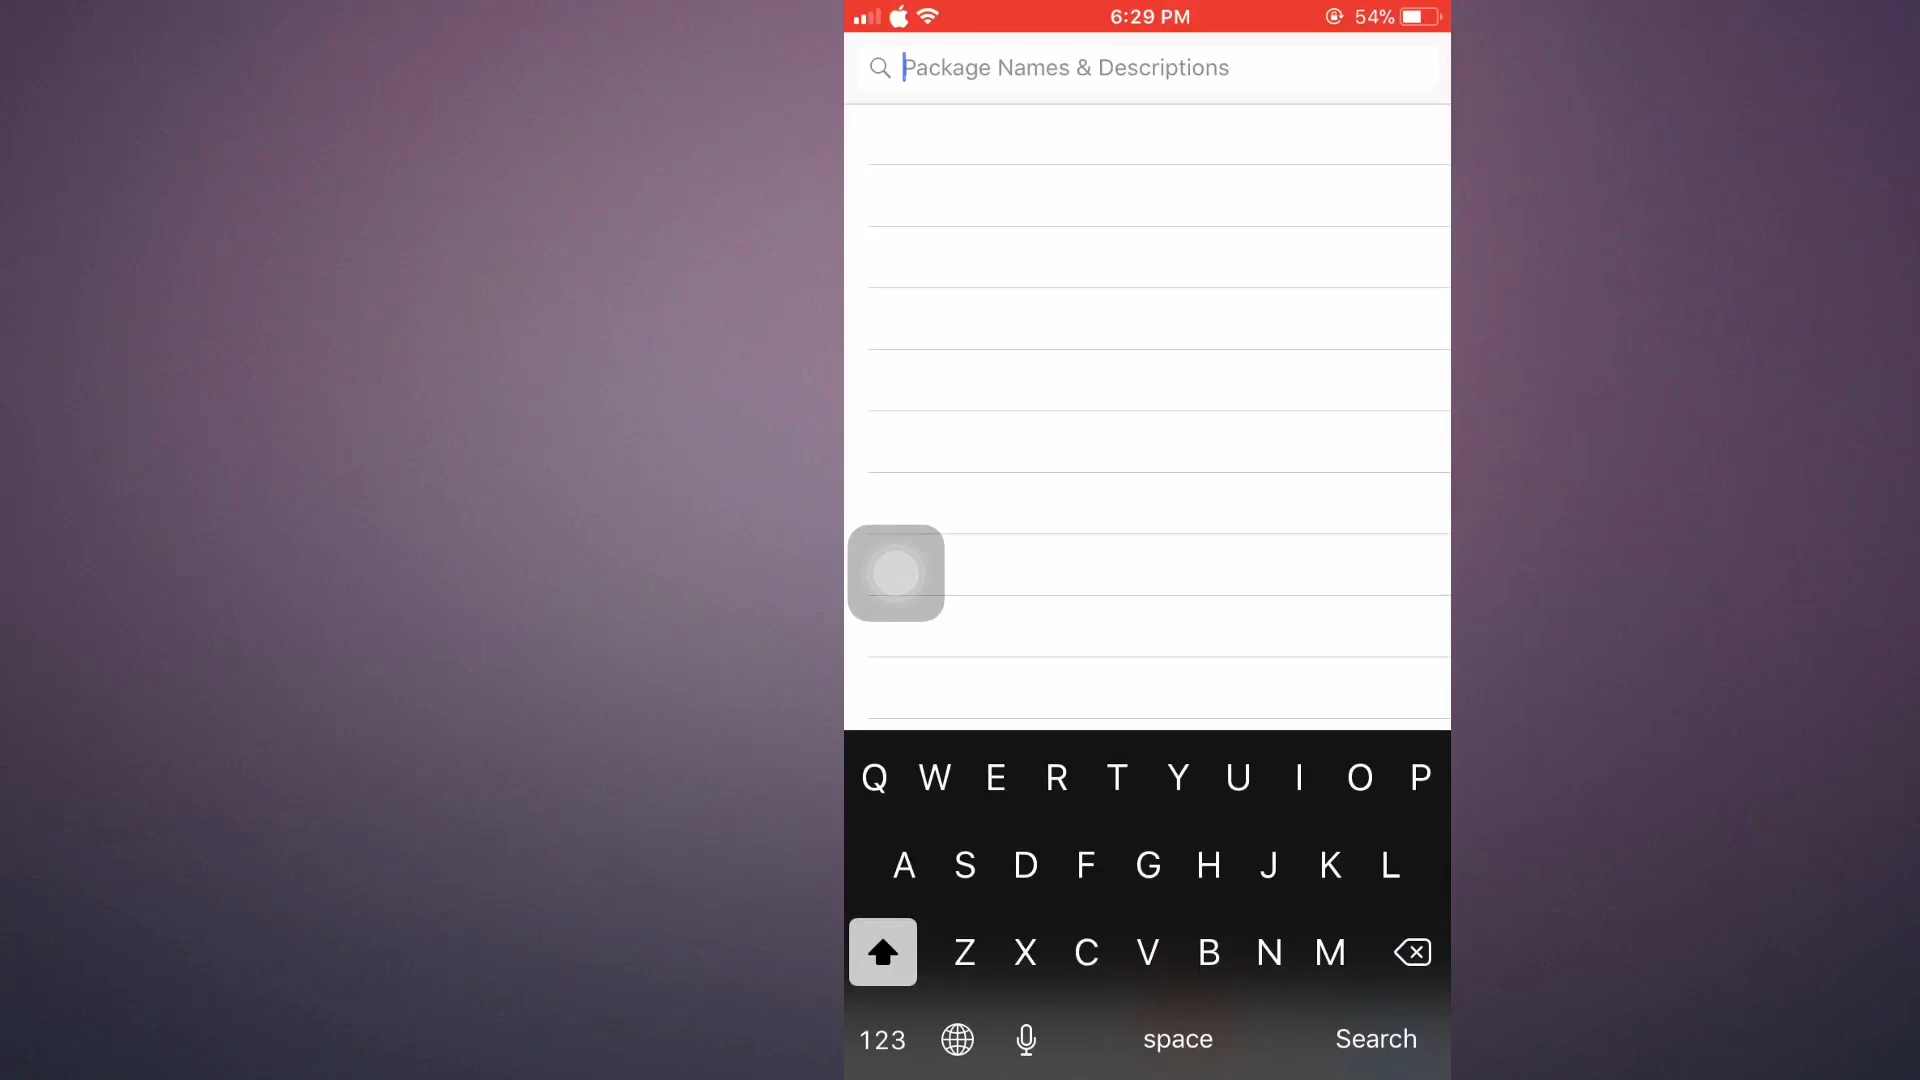 6:29 PM 54%
Package Names & Descriptions
Q W E R T Y U I O P
A S D F G H J K L
Z X C V B N M
123 space Search